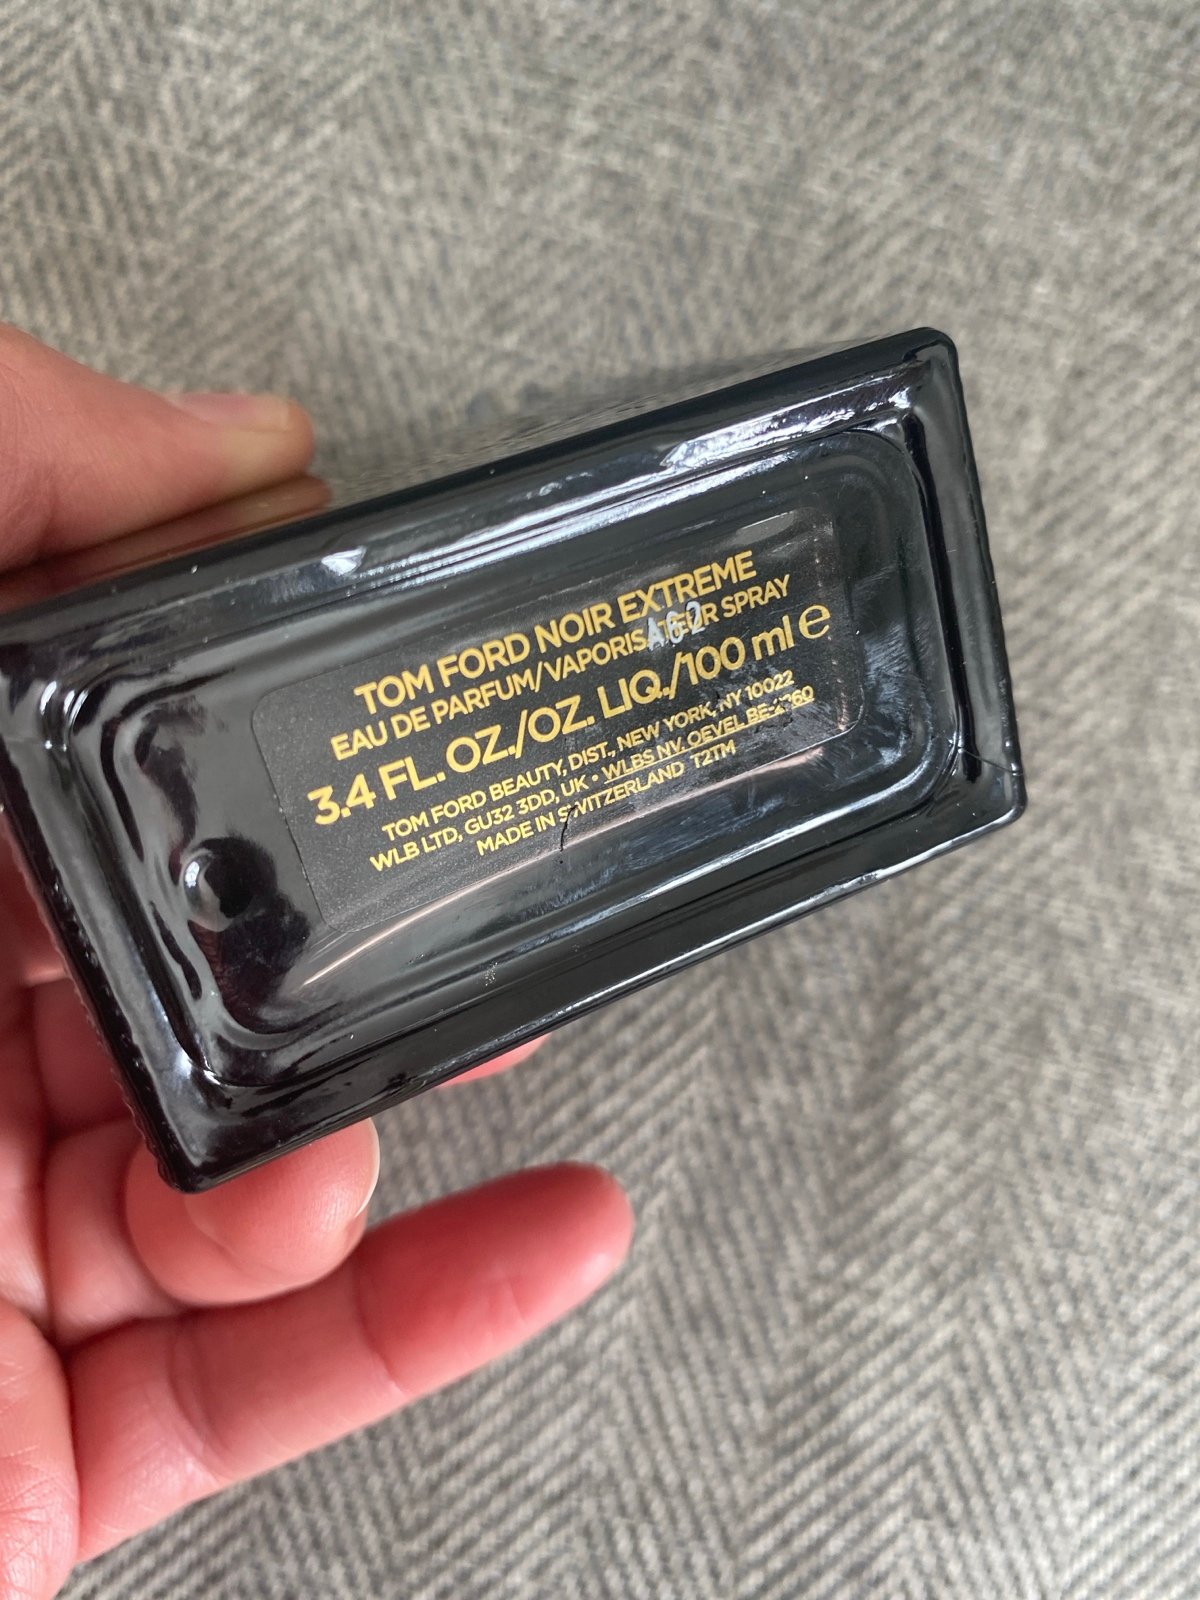 TOM FORD NOIR EXTREME
EAU DE PARFUM/VAPORISATEUR SPRAY
A62
3.4 FL. OZ./OZ. LIQ./100 ml e
TOM FORD BEAUTY, DIST., NEW YORK, NY 10022
WLB LTD, GU32 3DD, UK • WLBS NV. OEVEL BE-2260
MADE IN SWITZERLAND T2TM